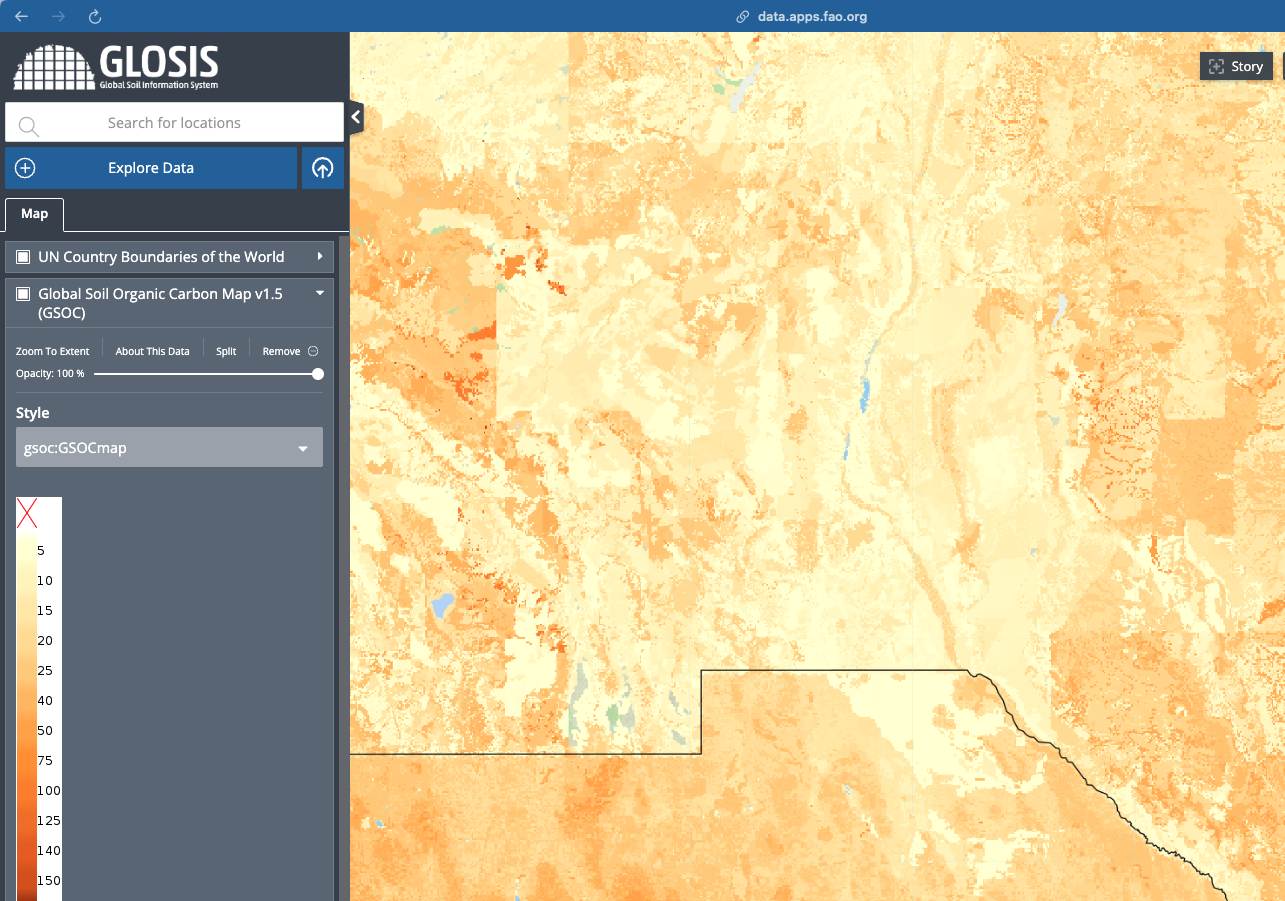 data.apps.fao.org
GLOSIS
Global Soil Information System
Story
Search for locations
Explore Data
Map
UN Country Boundaries of the World
Global Soil Organic Carbon Map v1.5
(GSOC)
Zoom To Extent
About This Data
Split
Remove
Opacity: 100 %
Style
gsoc:GSOCmap
5
10
15
20
25
40
50
75
100
125
140
150